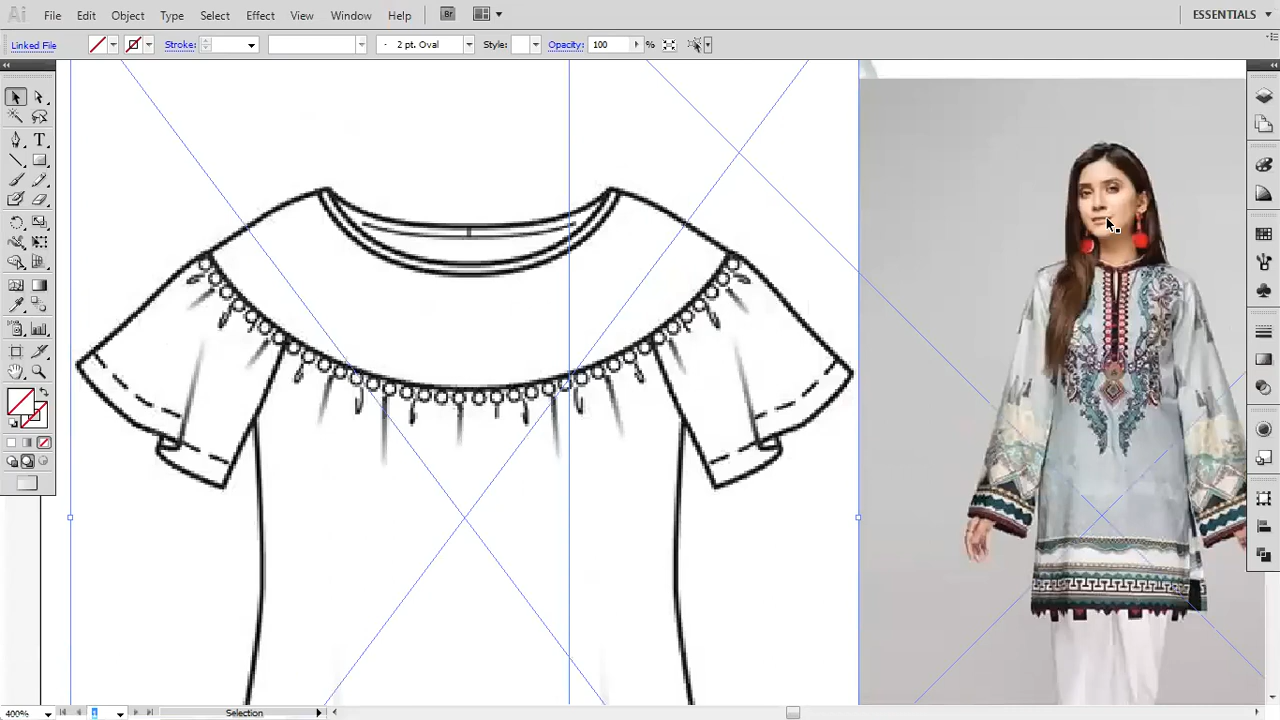 Ai File Edit Object Type Select Effect View Window Help Br ESSENTIALS
Linked File Stroke: 2 pt. Oval Style: Opacity: 100 %
T
400% 1 Selection